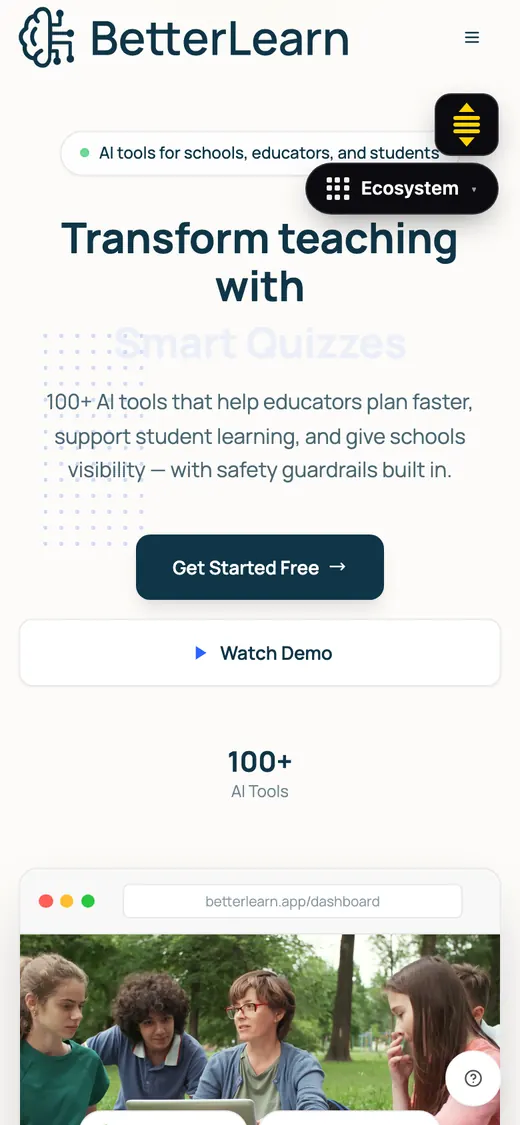 BetterLearn
AI tools for schools, educators, and students
Ecosystem
Transform teaching
with
Smart Quizzes
100+ AI tools that help educators plan faster,
support student learning, and give schools
visibility — with safety guardrails built in.
Get Started Free →
Watch Demo
100+
AI Tools
betterlearn.app/dashboard